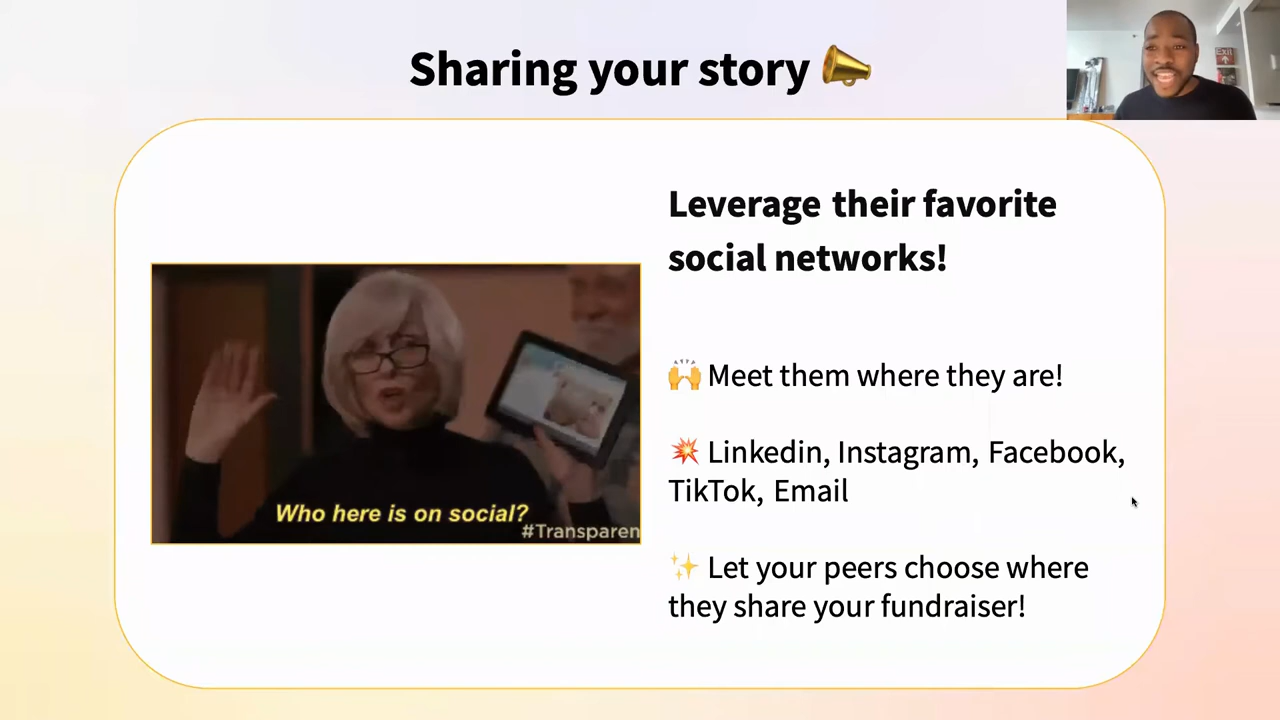 Sharing your story
Exit
Leverage their favorite
social networks!
Meet them where they are!
Linkedin, Instagram, Facebook,
TikTok, Email
Let your peers choose where
they share your fundraiser!
Who here is on social?
#Transparen